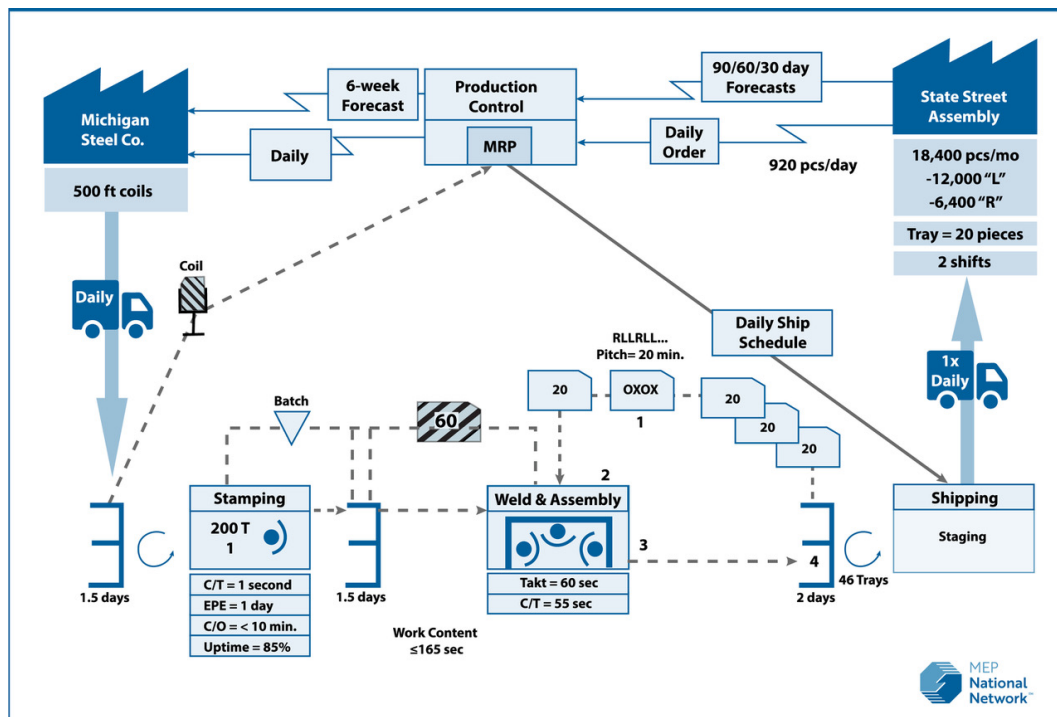 Michigan
Steel Co.
500 ft coils
Daily
6-week
Forecast
Daily
Production
Control
MRP
90/60/30 day
Forecasts
Daily
Order
920 pcs/day
State Street
Assembly
18,400 pcs/mo
-12,000 “L”
-6,400 “R”
Tray = 20 pieces
2 shifts
Coil
Daily Ship
Schedule
1x
Daily
RLLRLL...
Pitch= 20 min.
20
OXOX
1
20
20
20
Batch
60
1.5 days
Stamping
200 T
1
C/T = 1 second
EPE = 1 day
C/O = < 10 min.
Uptime = 85%
1.5 days
Work Content
≤165 sec
2
Weld & Assembly
3
Takt = 60 sec
C/T = 55 sec
4
2 days
46 Trays
Shipping
Staging
MEP
National
Network™